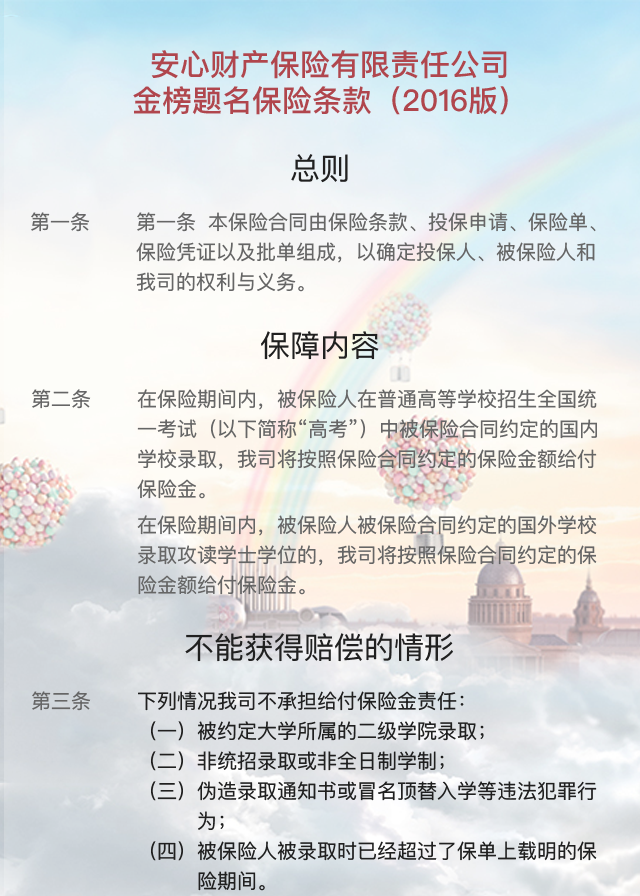 安心财产保险有限责任公司
金榜题名保险条款（2016版）
总则
第一条 第一条 本保险合同由保险条款、投保申请、保险单、
保险凭证以及批单组成，以确定投保人、被保险人和
我司的权利与义务。
保障内容
第二条 在保险期间内，被保险人在普通高等学校招生全国统
一考试（以下简称“高考”）中被保险合同约定的国内
学校录取，我司将按照保险合同约定的保险金额给付
保险金。
在保险期间内，被保险人被保险合同约定的国外学校
录取攻读学士学位的，我司将按照保险合同约定的保
险金额给付保险金。
不能获得赔偿的情形
第三条 下列情况我司不承担给付保险金责任：
（一）被约定大学所属的二级学院录取；
（二）非统招录取或非全日制学制；
（三）伪造录取通知书或冒名顶替入学等违法犯罪行
为；
（四）被保险人被录取时已经超过了保单上载明的保
险期间。